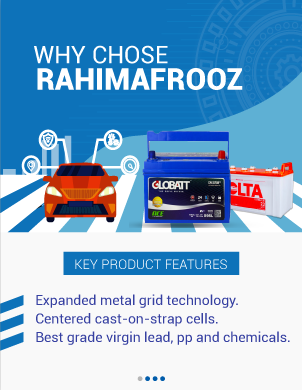 WHY CHOSE
RAHIMAFROOZ
GLOBATT
LTA
KEY PRODUCT FEATURES
Expanded metal grid technology.
Centered cast-on-strap cells.
Best grade virgin lead, pp and chemicals.